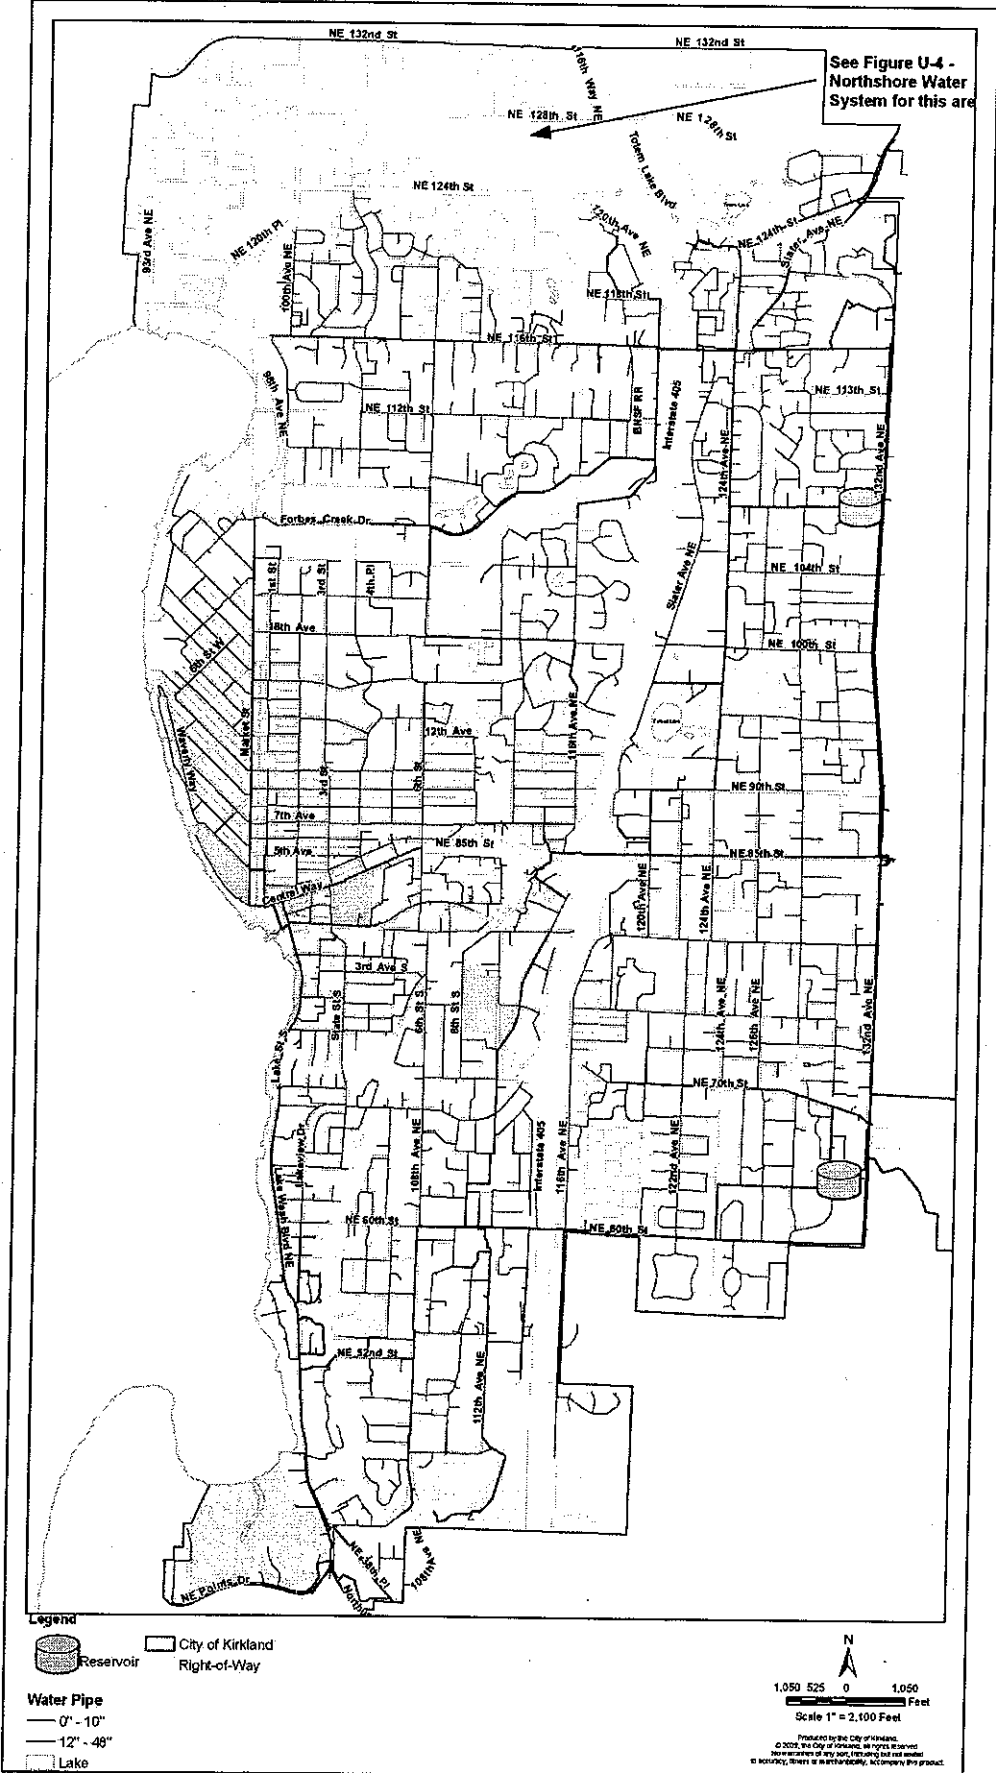 NE 132nd St
NE 132nd St
116th Way NE
See Figure U-4 -
Northshore Water
System for this are
NE 128th St
NE 128th St
Totem Lake Blvd
NE 124th St
93rd Ave NE
NE 120th Pl
120th Ave NE
NE 124th St
Slater Ave NE
100th Ave NE
NE 118th St
NE 116th St
98th Ave NE
NE 113th St
NE 112th St
BNSF RR
Interstate 405
124th Ave NE
132nd Ave NE
Forbes Creek Dr
1st St
3rd St
4th Pl
Slater Ave NE
NE 104th St
18th Ave
6th St W
NE 100th St
Market St
Waverly Way
12th Ave
116th Ave NE
3rd St
6th St
NE 90th St
7th Ave
5th Ave
NE 85th St
NE 85th St
Central Way
120th Ave NE
124th Ave NE
3rd Ave S
State St S
6th St S
8th St S
124th Ave NE
126th Ave NE
132nd Ave NE
Lake St S
NE 70th St
Lakeview Dr
108th Ave NE
Interstate 405
116th Ave NE
122nd Ave NE
Lake Wash Blvd NE
NE 60th St
NE 60th St
NE 52nd St
112th Ave NE
NE 38th Pl
108th Ave NE
NE Points Dr
Legend
Reservoir
City of Kirkland
Right-of-Way
Water Pipe
0" - 10"
12" - 48"
Lake
N
1,050 525 0 1,050
Feet
Scale 1" = 2,100 Feet
Produced by the City of Kirkland.